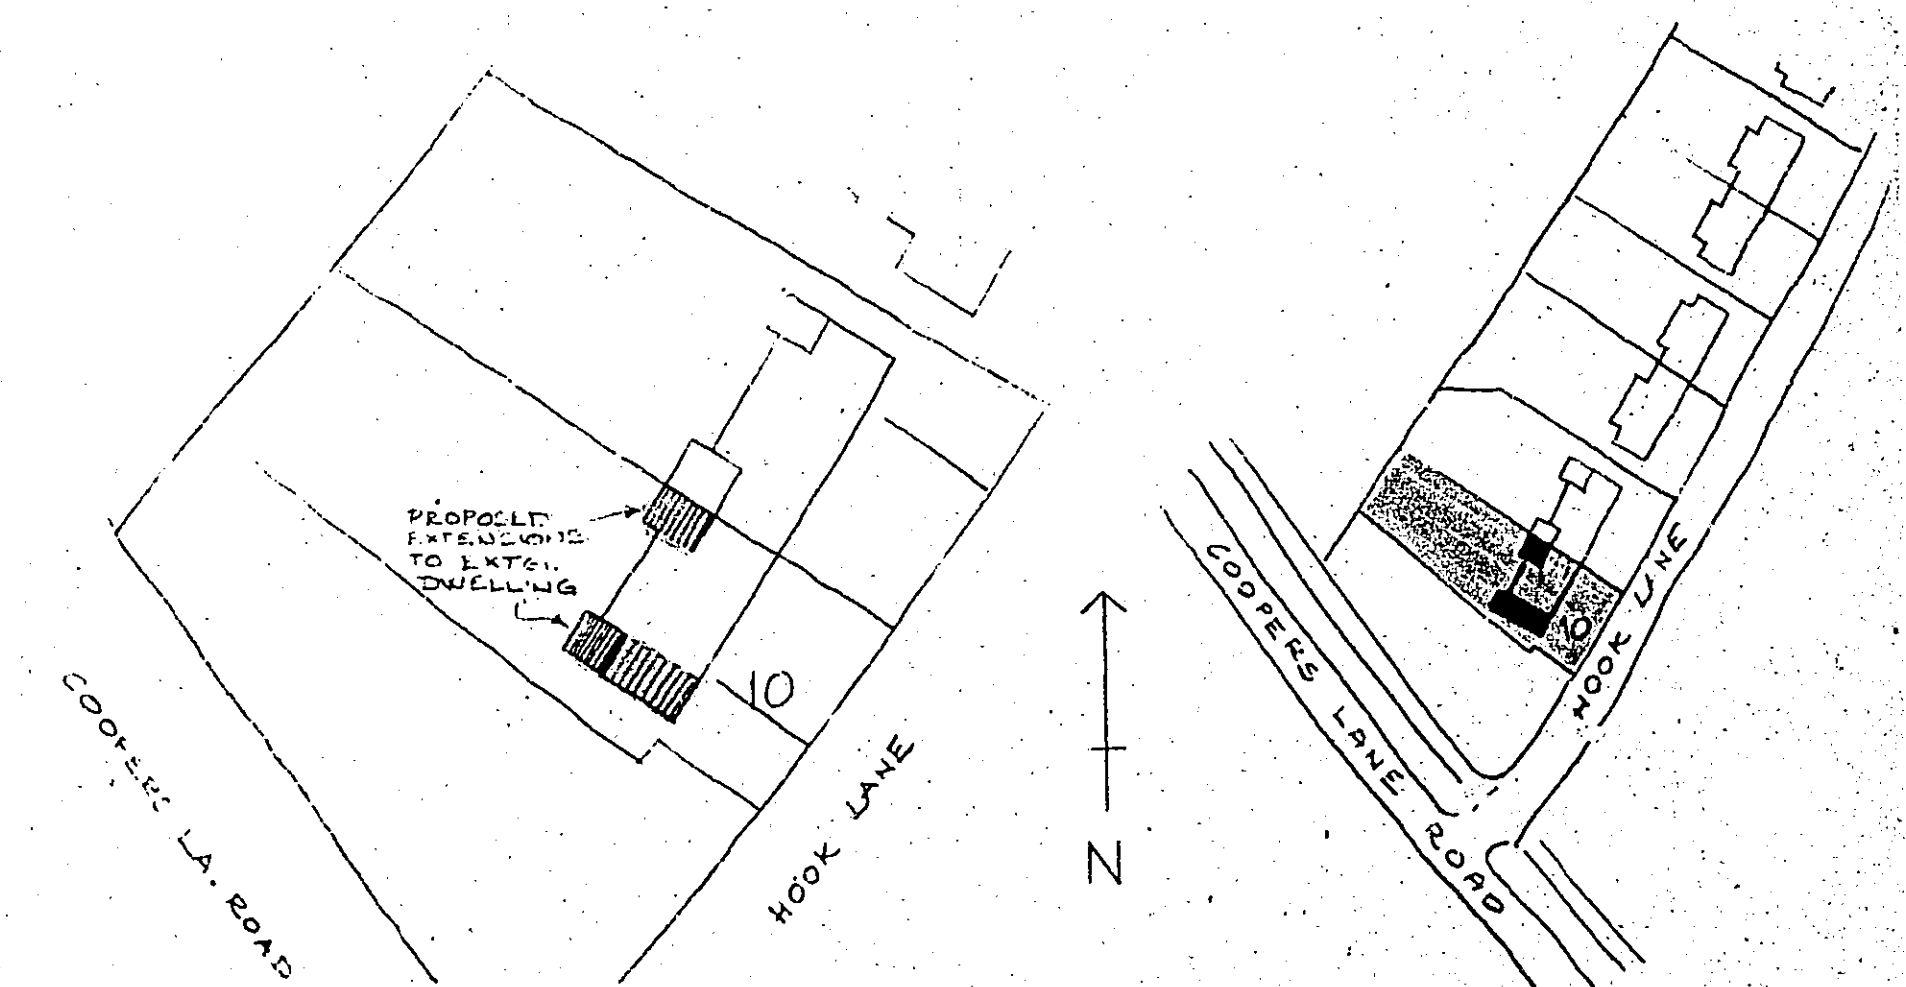 PROPOSED
EXTENSIONS
TO EXTG.
DWELLING
10
COOPERS LA. ROAD
HOOK LANE
N
10
HOOK LANE
COOPERS LANE ROAD